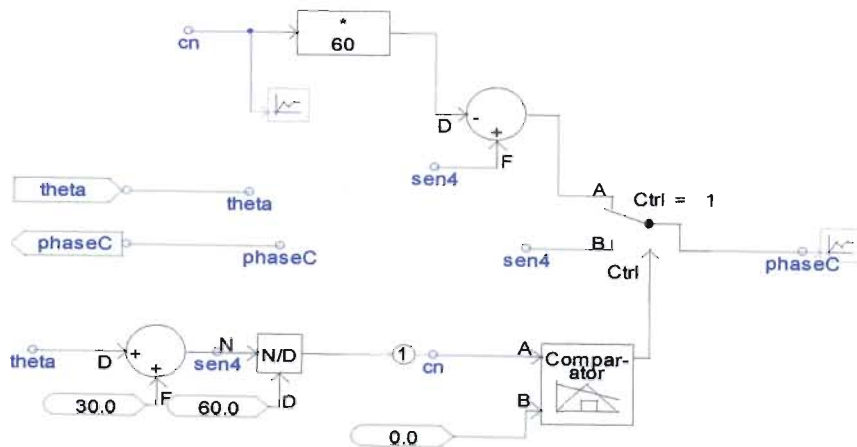 *
60
cn
D
-
+
F
sen4
theta
theta
A
Ctrl = 1
phaseC
phaseC
B
sen4
Ctrl
phaseC
theta
D
+
+
F
N
sen4
N/D
D
1
cn
A
Compar-
ator
B
30.0
60.0
0.0